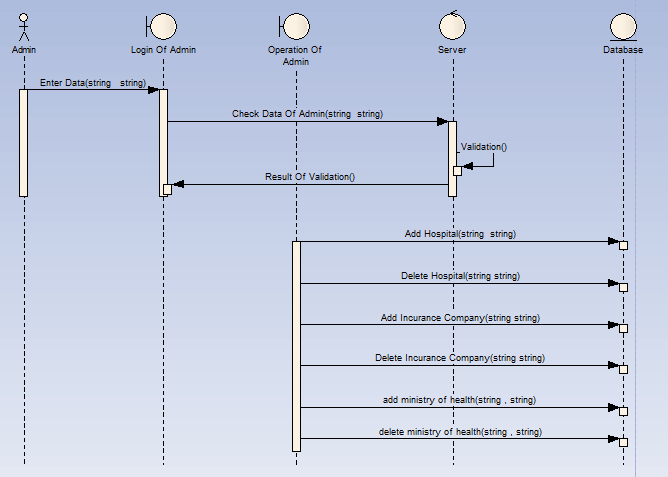 Admin
Login Of Admin
Operation Of
Admin
Server
Database
Enter Data(string string)
Check Data Of Admin(string string)
Validation()
Result Of Validation()
Add Hospital(string string)
Delete Hospital(string string)
Add Incurance Company(string string)
Delete Incurance Company(string string)
add ministry of health(string , string)
delete ministry of health(string , string)